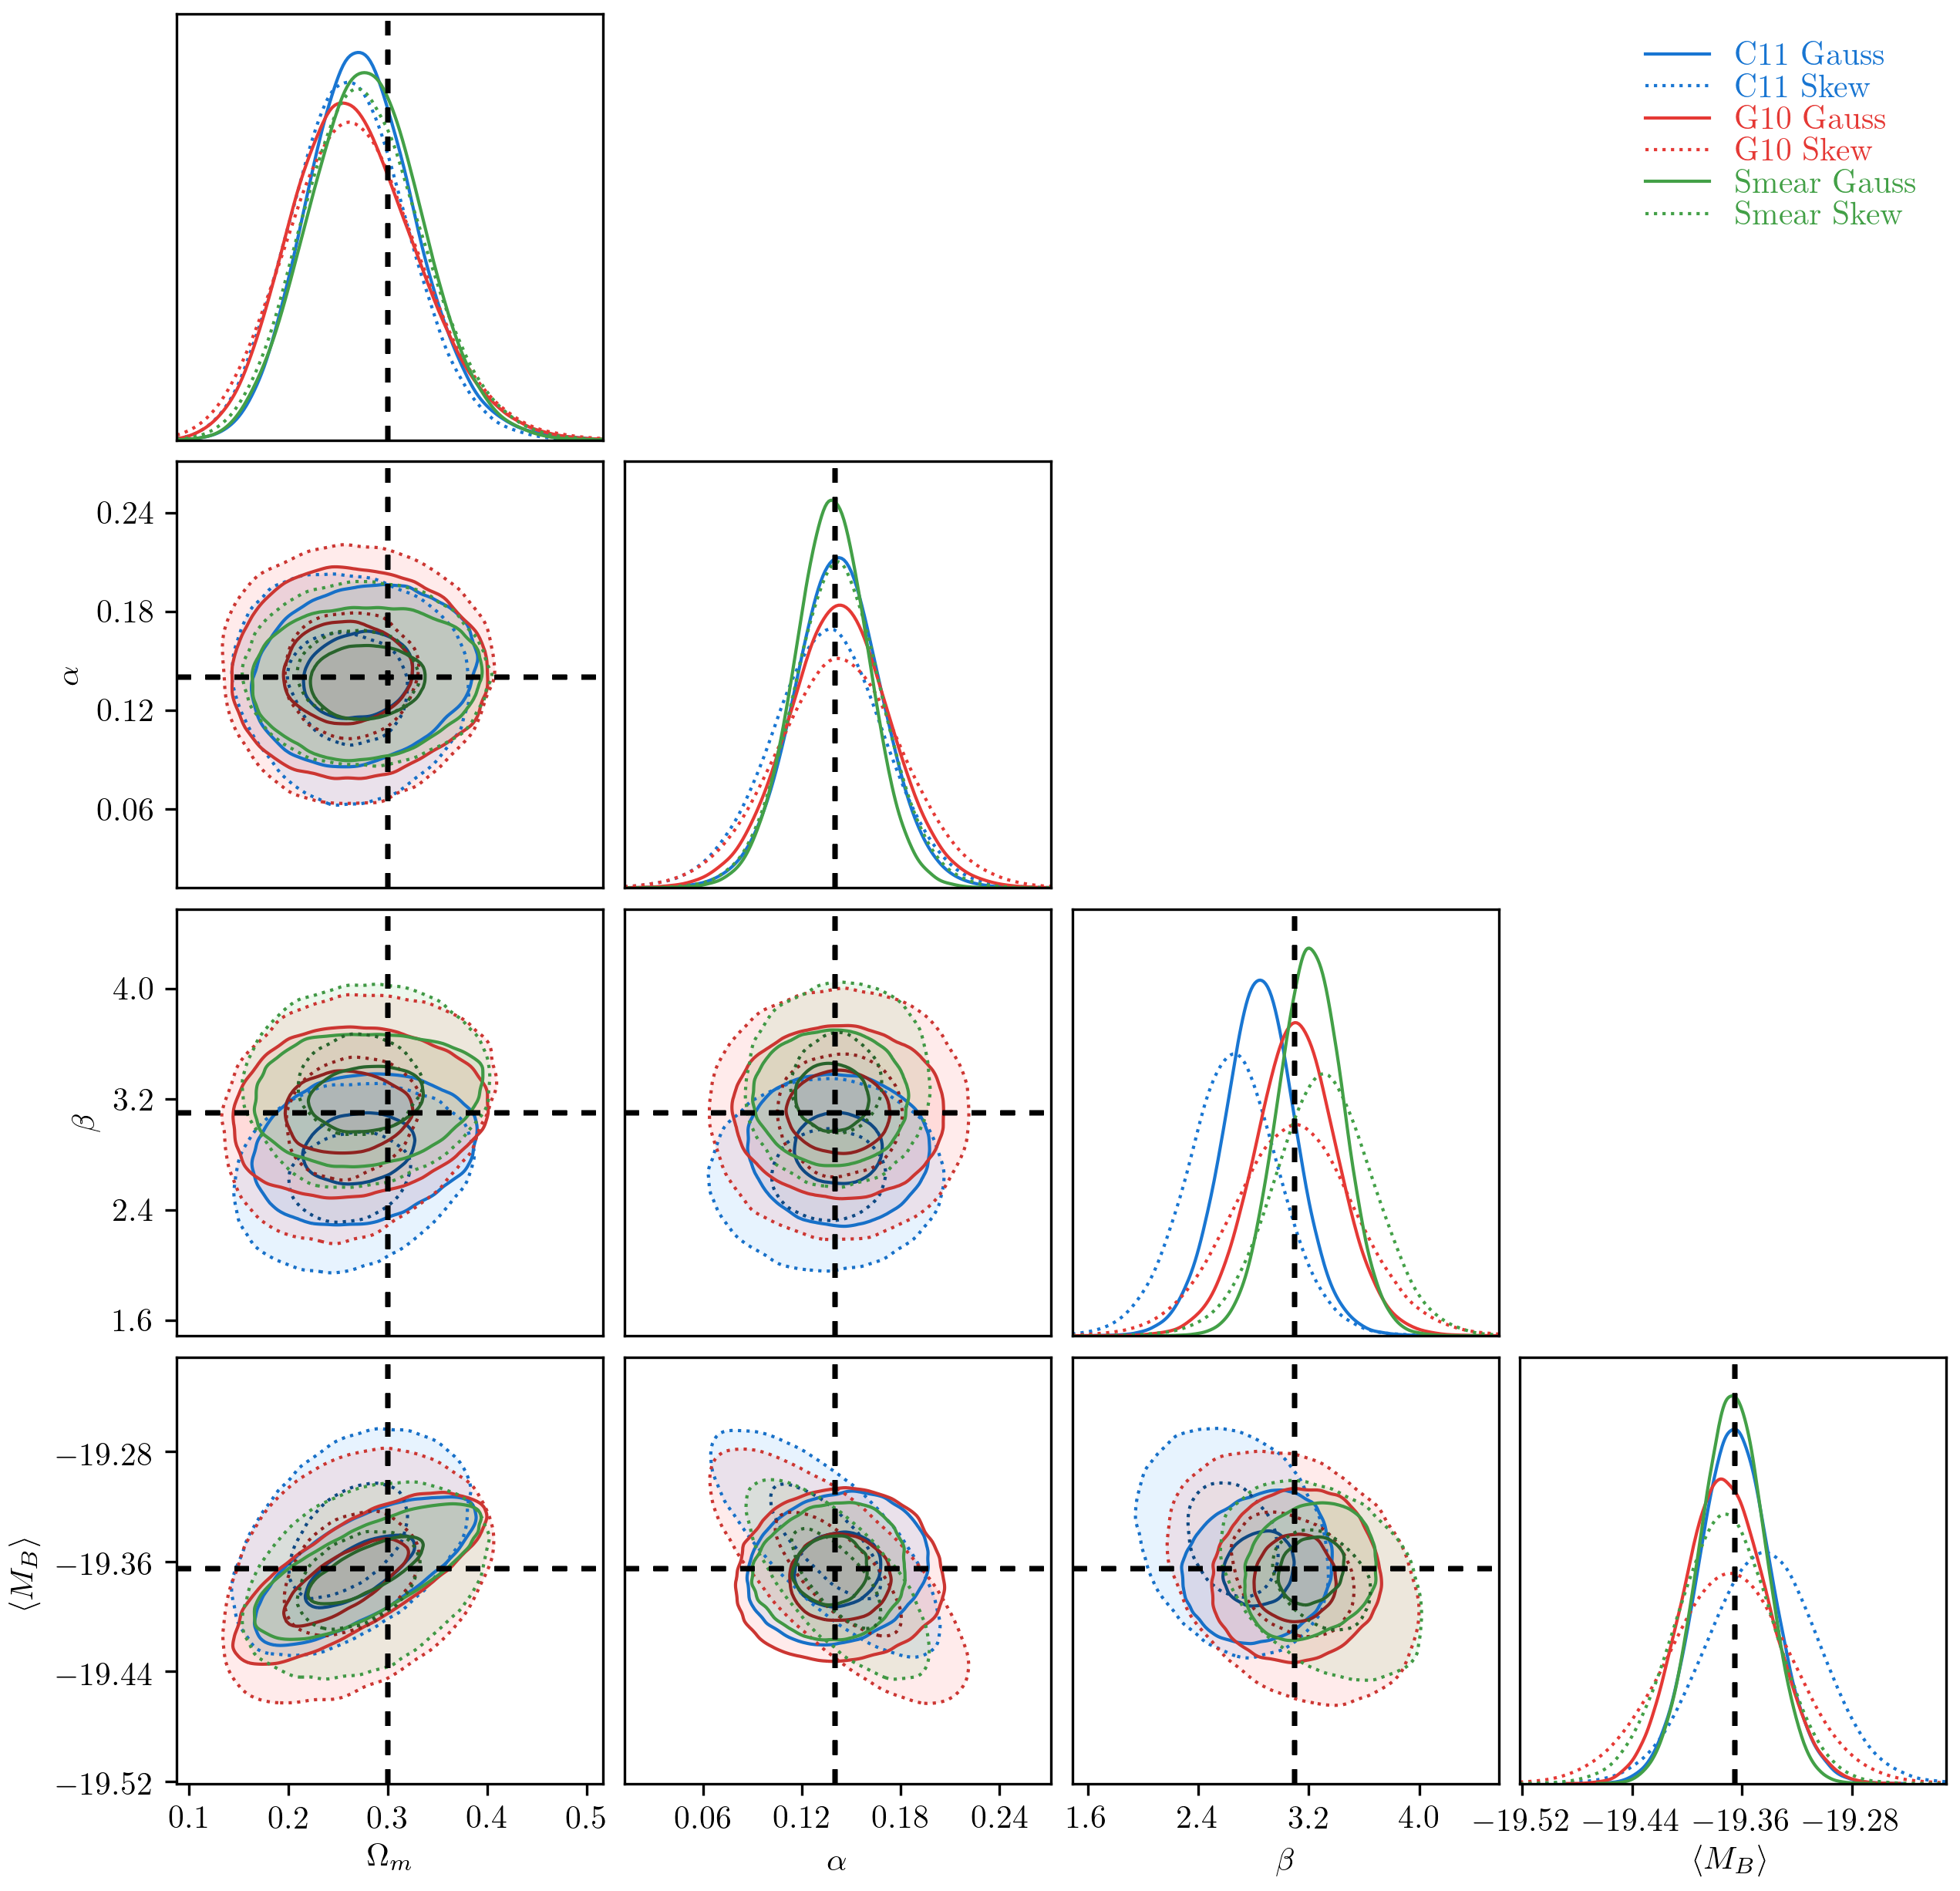 C11 Gauss
C11 Skew
G10 Gauss
G10 Skew
Smear Gauss
Smear Skew
0.24
0.18
α
0.12
0.06
4.0
3.2
β
2.4
1.6
−19.28
−19.36
⟨M_B⟩
−19.44
−19.52
0.1 0.2 0.3 0.4 0.5 0.06 0.12 0.18 0.24 1.6 2.4 3.2 4.0 −19.52 −19.44 −19.36 −19.28
Ω_m α β ⟨M_B⟩